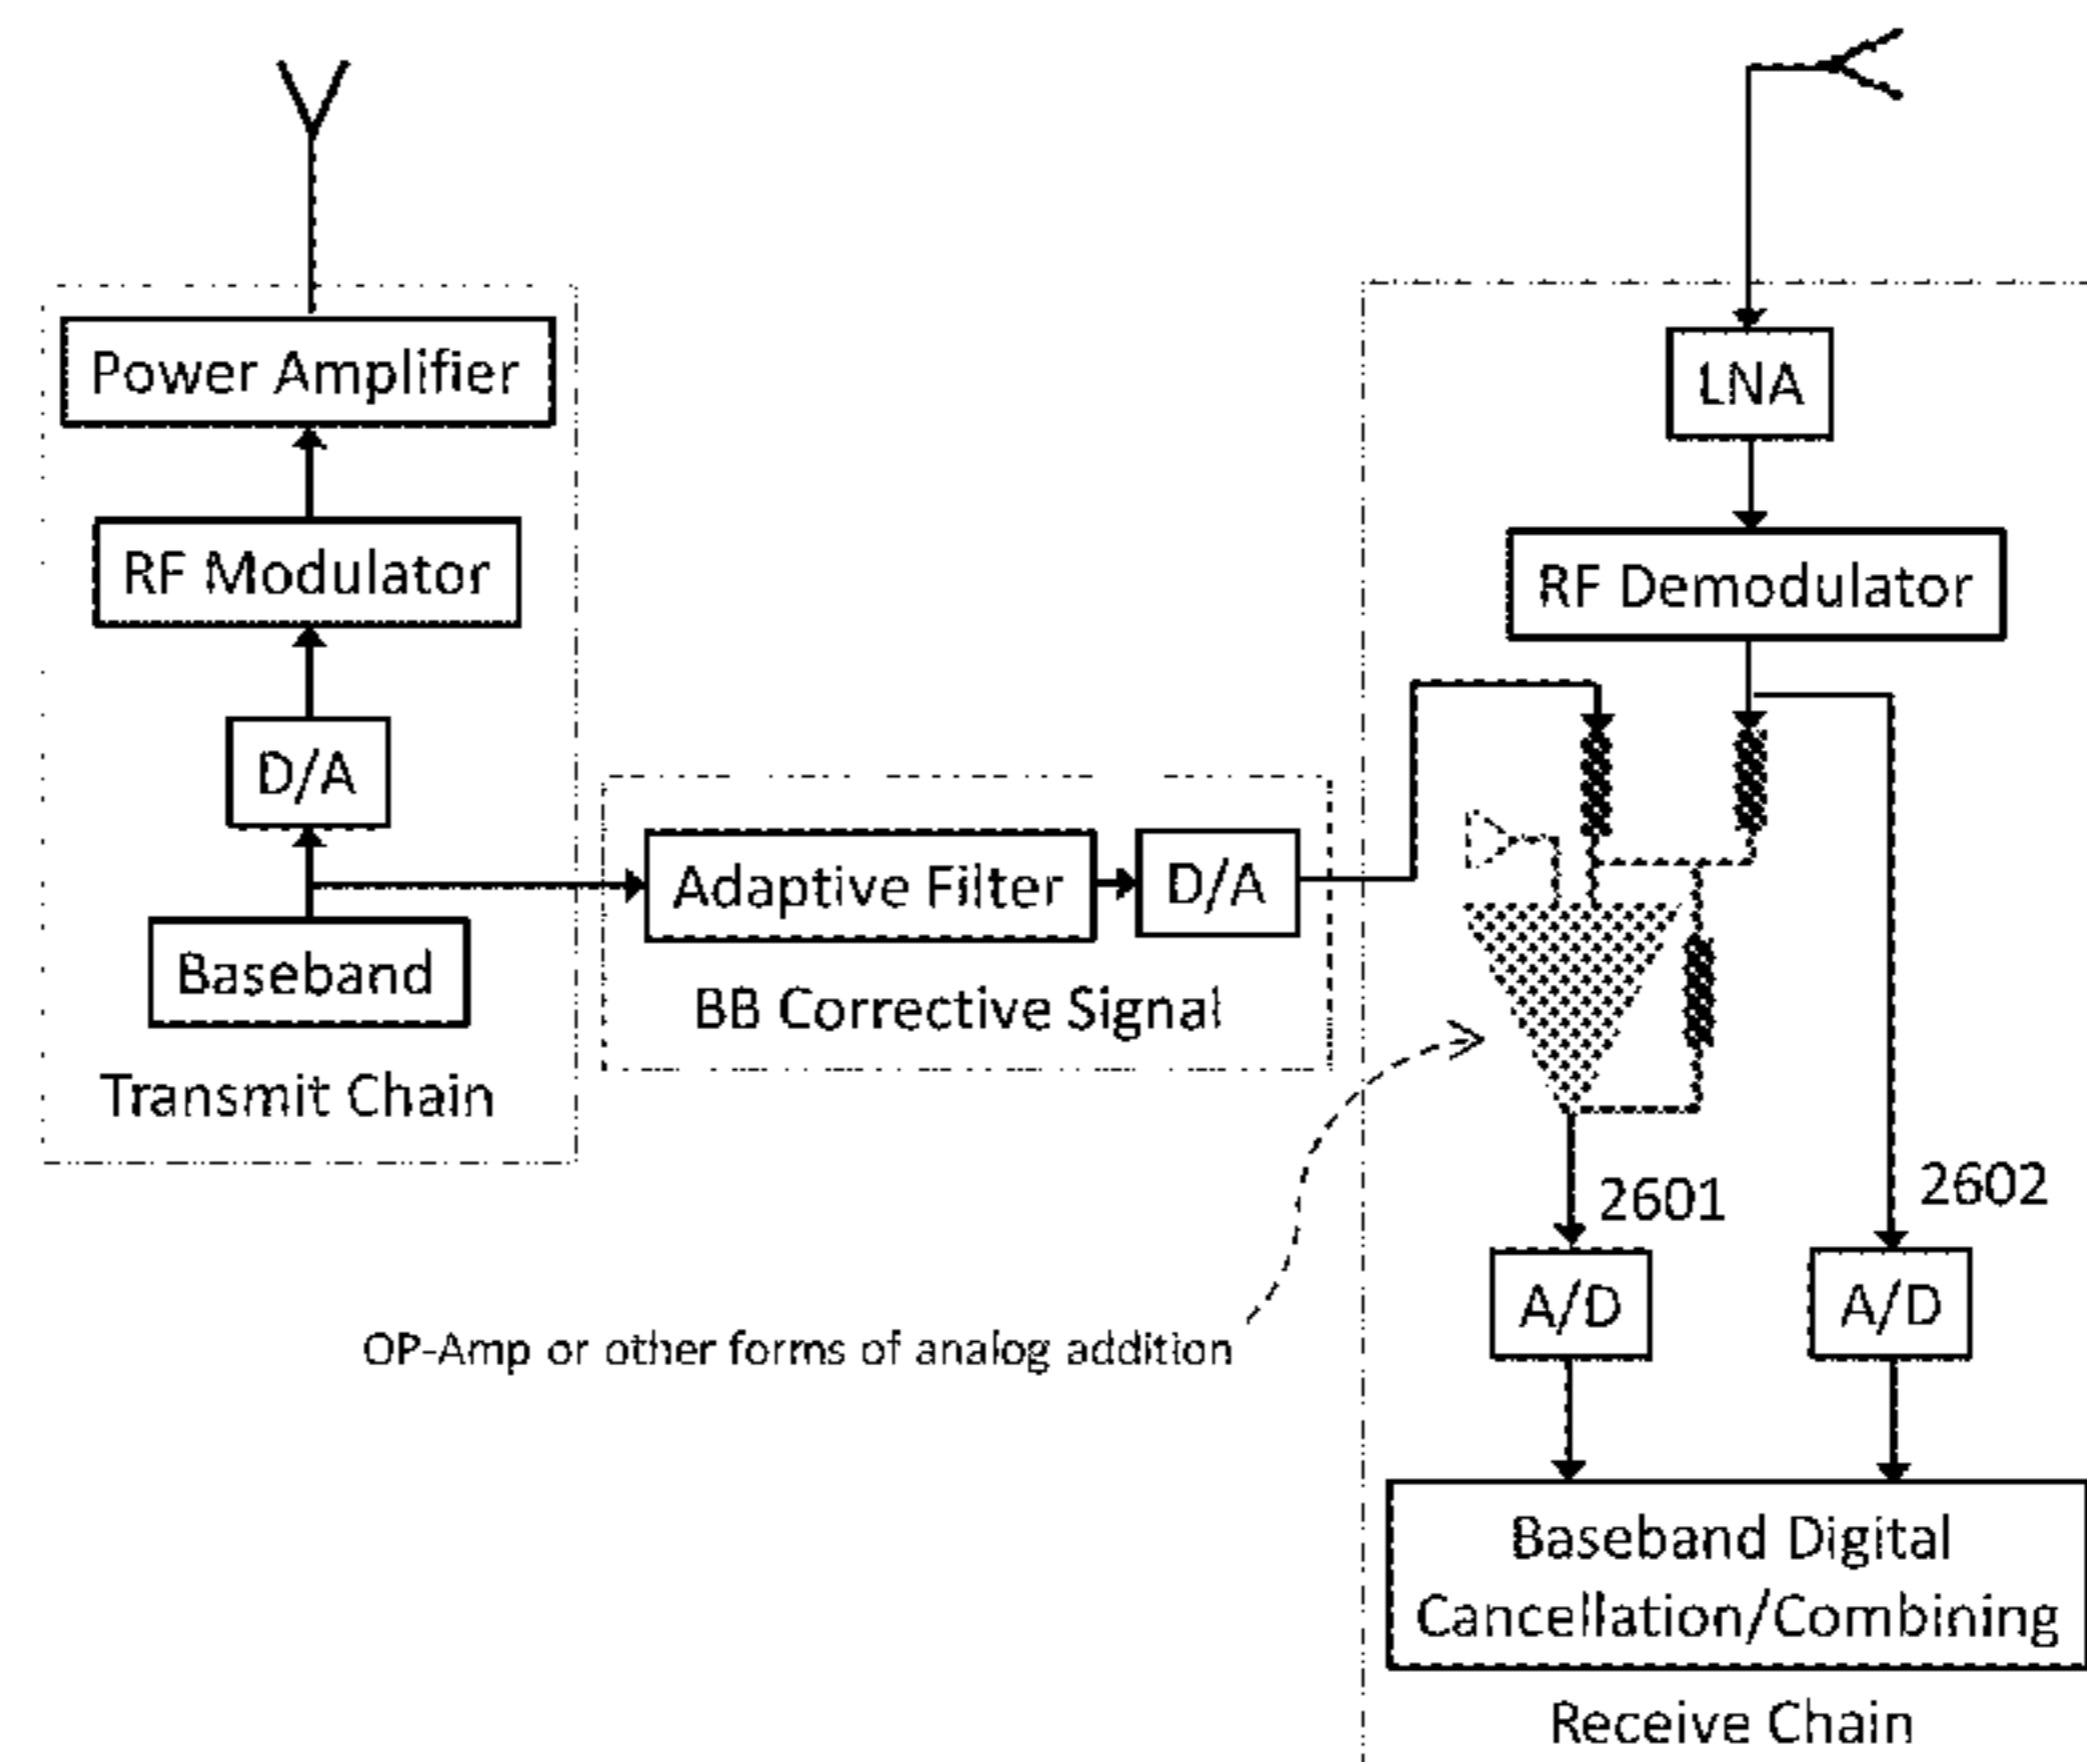 Power Amplifier
RF Modulator
D/A
Baseband
Transmit Chain
Adaptive Filter
D/A
BB Corrective Signal
OP-Amp or other forms of analog addition
LNA
RF Demodulator
2601
2602
A/D
A/D
Baseband Digital
Cancellation/Combining
Receive Chain